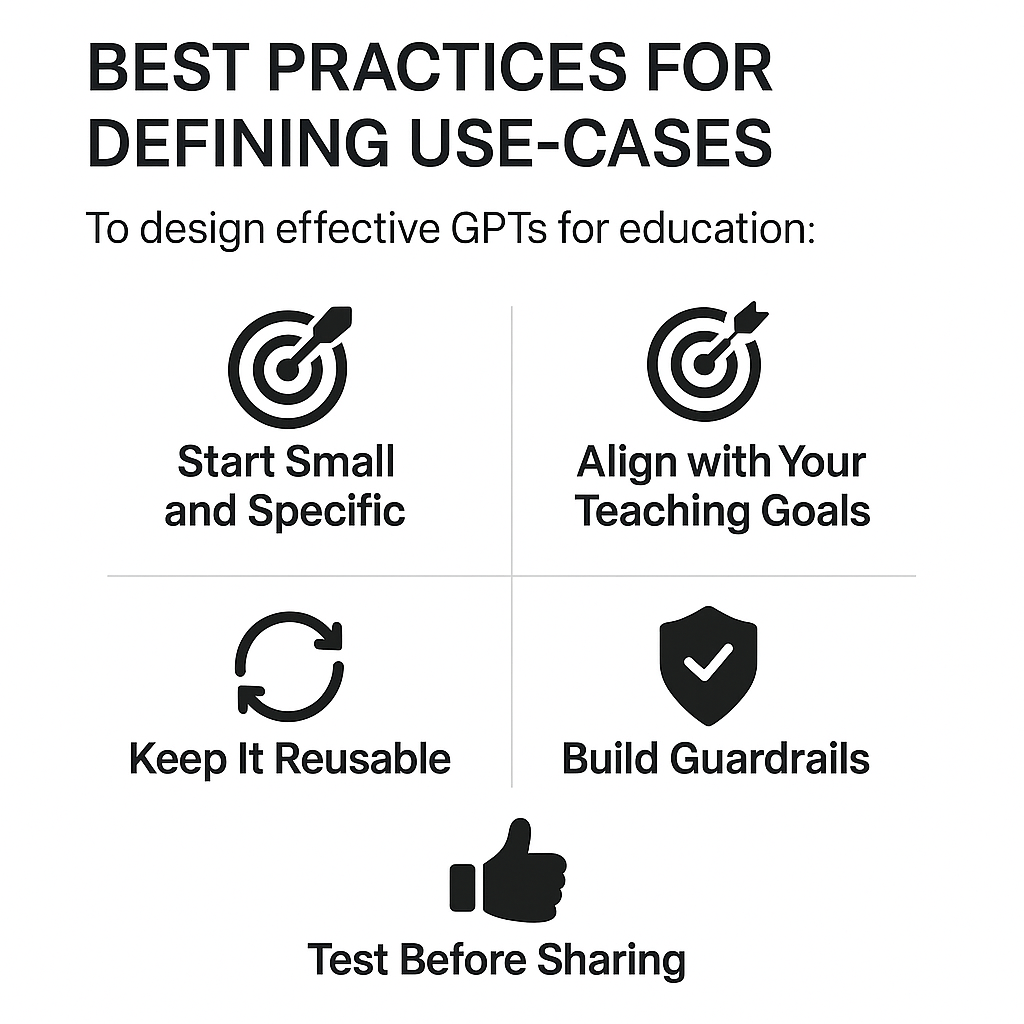 BEST PRACTICES FOR
DEFINING USE-CASES
To design effective GPTs for education:
Start Small
and Specific
Align with Your
Teaching Goals
Keep It Reusable
Build Guardrails
Test Before Sharing